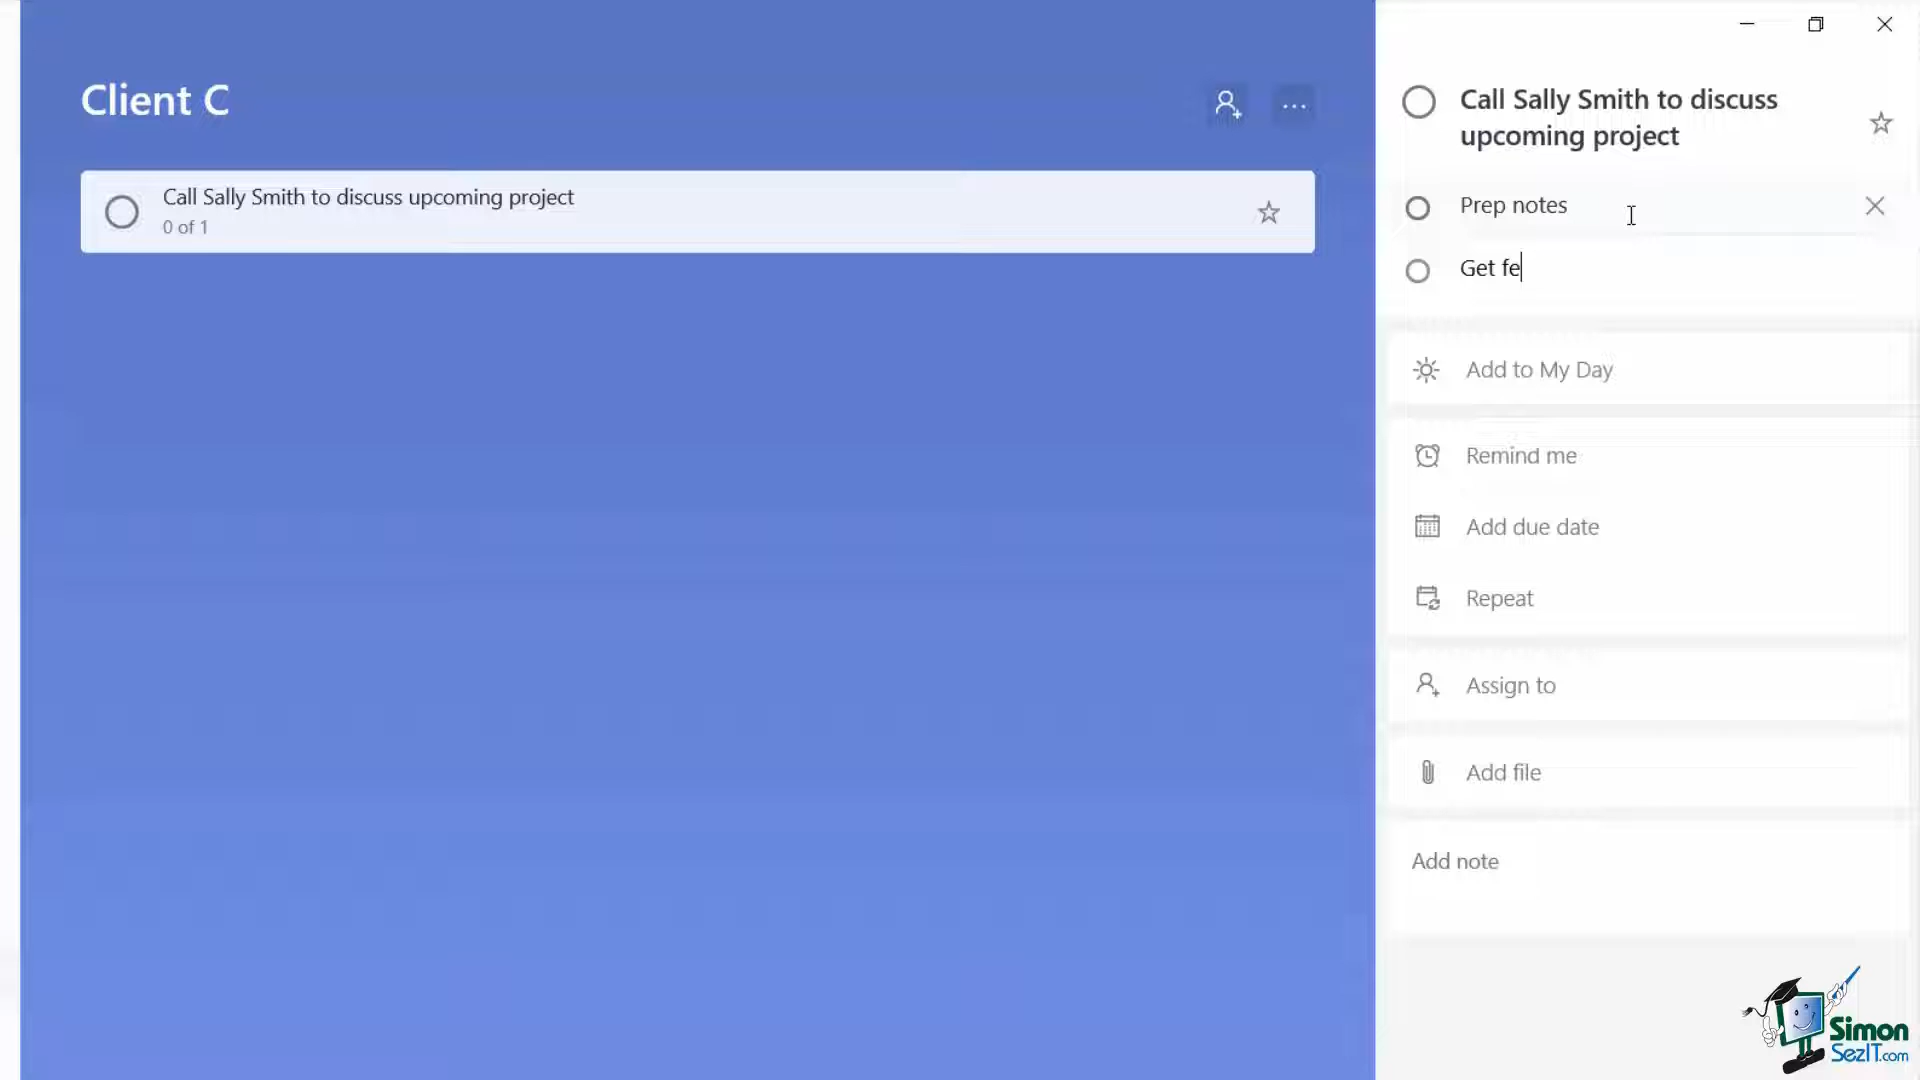 Client C
Call Sally Smith to discuss upcoming project
0 of 1
Call Sally Smith to discuss
upcoming project
Prep notes
Get fe
Add to My Day
Remind me
Add due date
Repeat
Assign to
Add file
Add note
Simon
SezIT.com